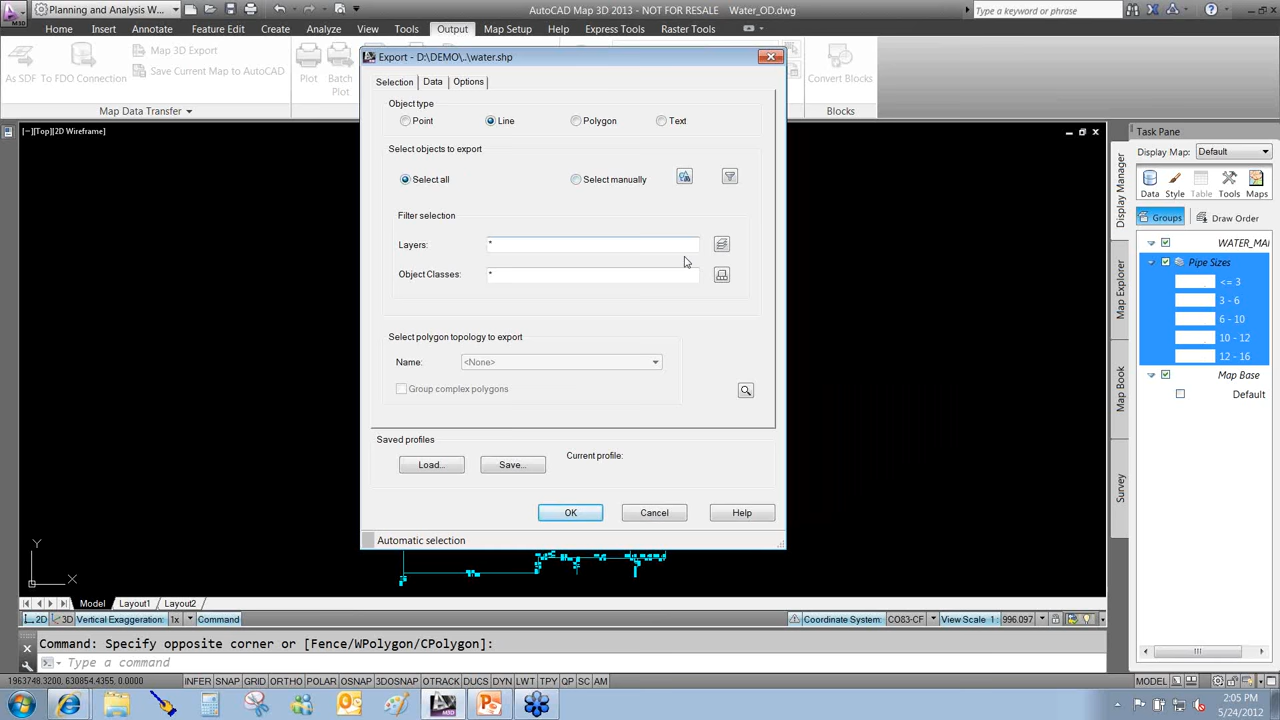 Planning and Analysis W...
AutoCAD Map 3D 2013 - NOT FOR RESALE Water_OD.dwg
Type a keyword or phrase
Home Insert Annotate Feature Edit Create Analyze View Tools Output Map Setup Help Express Tools Raster Tools
As SDF
To FDO Connection
Map 3D Export
Save Current Map to AutoCAD
Map Data Transfer
Plot
Batch Plot
Convert Blocks
Blocks
[−][Top][2D Wireframe]
Export - D:\DEMO\..\water.shp
Selection Data Options
Object type
Point Line Polygon Text
Select objects to export
Select all Select manually
Filter selection
Layers: *
Object Classes: *
Select polygon topology to export
Name: <None>
Group complex polygons
Saved profiles
Load... Save... Current profile:
OK Cancel Help
Automatic selection
Task Pane
Display Map: Default
Data Style Table Tools Maps
Groups Draw Order
WATER_MAI
Pipe Sizes
<= 3
3 - 6
6 - 10
10 - 12
12 - 16
Map Base
Default
Display Manager
Map Explorer
Map Book
Survey
Y
X
Model Layout1 Layout2
2D 3D Vertical Exaggeration: 1x Command
Coordinate System: CO83-CF View Scale 1: 996.097
Command: Specify opposite corner or [Fence/WPolygon/CPolygon]:
Type a command
1963748.3200, 630854.4355, 0.0000
INFER SNAP GRID ORTHO POLAR OSNAP 3DOSNAP OTRACK DUCS DYN LWT TPY QP SC AM
MODEL
2:05 PM
5/24/2012